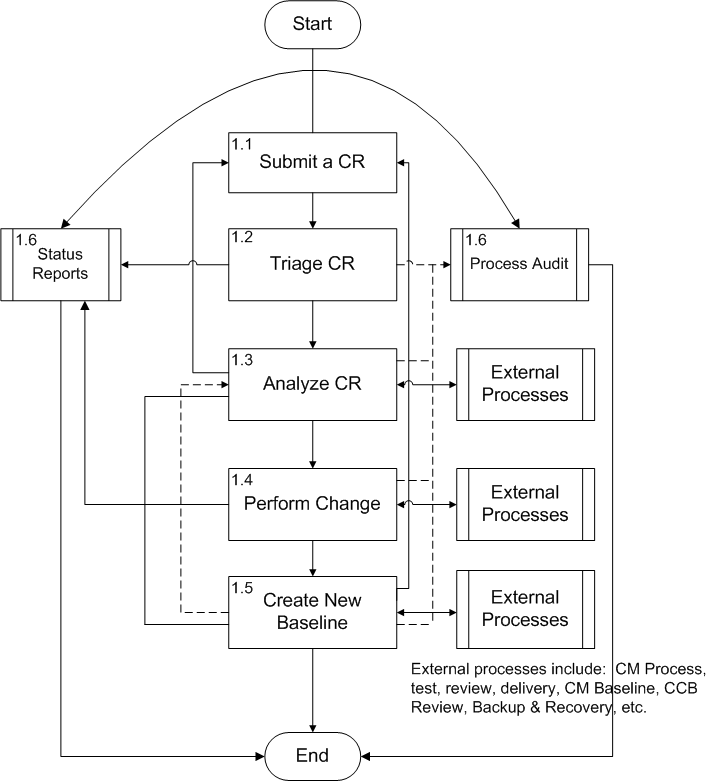 Start
1.1
Submit a CR
1.6
Status
Reports
1.2
Triage CR
1.6
Process Audit
1.3
Analyze CR
External
Processes
1.4
Perform Change
External
Processes
1.5
Create New
Baseline
External
Processes
External processes include:  CM Process,
test, review, delivery, CM Baseline, CCB
Review, Backup & Recovery, etc.
End